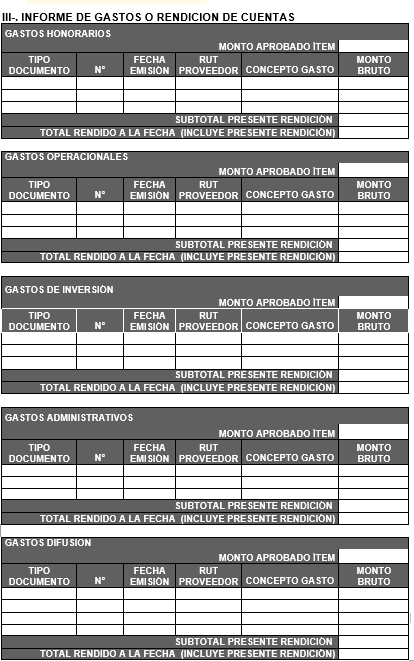 III-. INFORME DE GASTOS O RENDICION DE CUENTAS
GASTOS HONORARIOS
MONTO APROBADO ÍTEM
TIPO DOCUMENTO N° FECHA EMISIÓN RUT PROVEEDOR CONCEPTO GASTO MONTO BRUTO
SUBTOTAL PRESENTE RENDICIÓN
TOTAL RENDIDO A LA FECHA (INCLUYE PRESENTE RENDICIÓN)
GASTOS OPERACIONALES
MONTO APROBADO ÍTEM
TIPO DOCUMENTO N° FECHA EMISIÓN RUT PROVEEDOR CONCEPTO GASTO MONTO BRUTO
SUBTOTAL PRESENTE RENDICIÓN
TOTAL RENDIDO A LA FECHA (INCLUYE PRESENTE RENDICIÓN)
GASTOS DE INVERSIÓN
MONTO APROBADO ÍTEM
TIPO DOCUMENTO N° FECHA EMISIÓN RUT PROVEEDOR CONCEPTO GASTO MONTO BRUTO
SUBTOTAL PRESENTE RENDICIÓN
TOTAL RENDIDO A LA FECHA (INCLUYE PRESENTE RENDICIÓN)
GASTOS ADMINISTRATIVOS
MONTO APROBADO ÍTEM
TIPO DOCUMENTO N° FECHA EMISIÓN RUT PROVEEDOR CONCEPTO GASTO MONTO BRUTO
SUBTOTAL PRESENTE RENDICIÓN
TOTAL RENDIDO A LA FECHA (INCLUYE PRESENTE RENDICIÓN)
GASTOS DIFUSION
MONTO APROBADO ÍTEM
TIPO DOCUMENTO N° FECHA EMISIÓN RUT PROVEEDOR CONCEPTO GASTO MONTO BRUTO
SUBTOTAL PRESENTE RENDICIÓN
TOTAL RENDIDO A LA FECHA (INCLUYE PRESENTE RENDICIÓN)